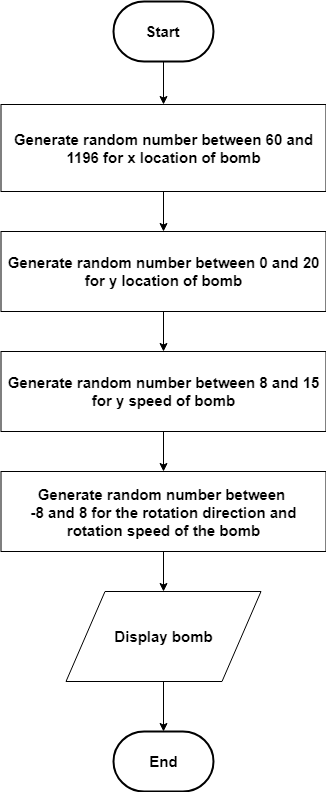 Start
Generate random number between 60 and
1196 for x location of bomb
Generate random number between 0 and 20
for y location of bomb
Generate random number between 8 and 15
for y speed of bomb
Generate random number between
-8 and 8 for the rotation direction and
rotation speed of the bomb
Display bomb
End